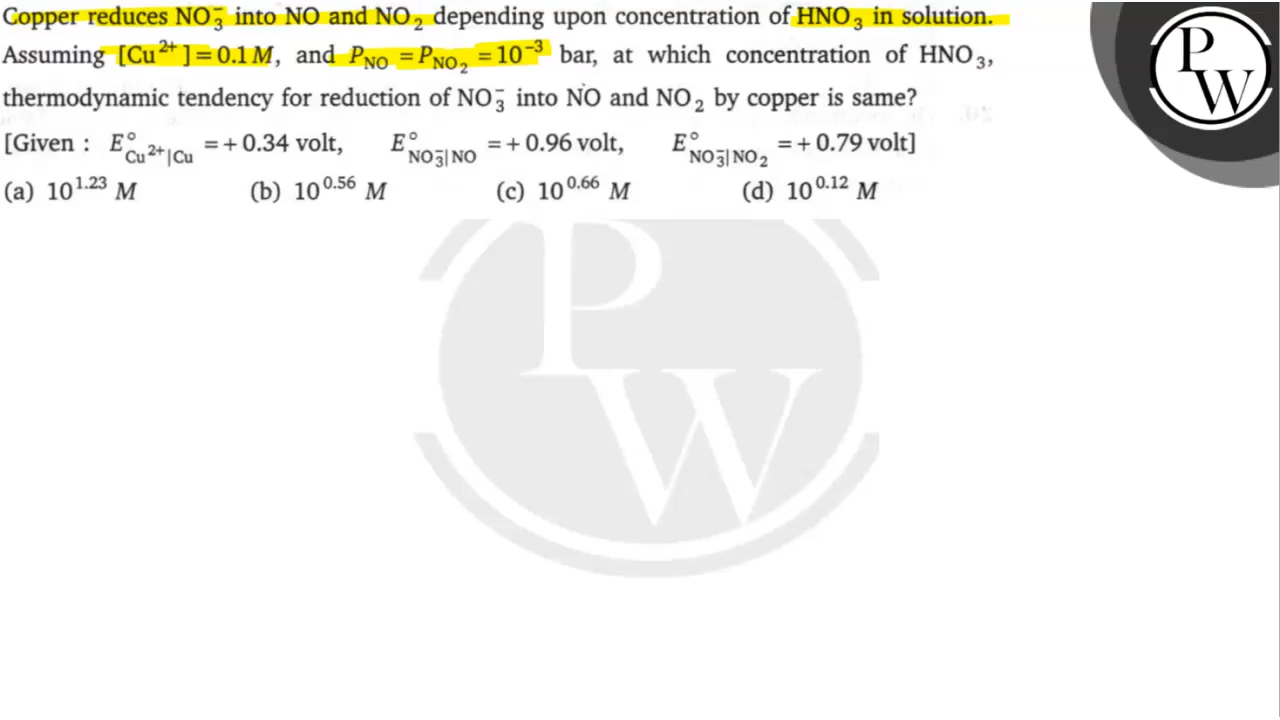 Copper reduces NO₃⁻ into NO and NO₂ depending upon concentration of HNO₃ in solution.
Assuming [Cu²⁺] = 0.1 M, and P_NO = P_NO₂ = 10⁻³ bar, at which concentration of HNO₃,
thermodynamic tendency for reduction of NO₃⁻ into NO and NO₂ by copper is same?
[Given : E°Cu²⁺|Cu = + 0.34 volt, E°NO₃⁻|NO = + 0.96 volt, E°NO₃⁻|NO₂ = + 0.79 volt]
(a) 10^1.23 M (b) 10^0.56 M (c) 10^0.66 M (d) 10^0.12 M
P
W
P
W